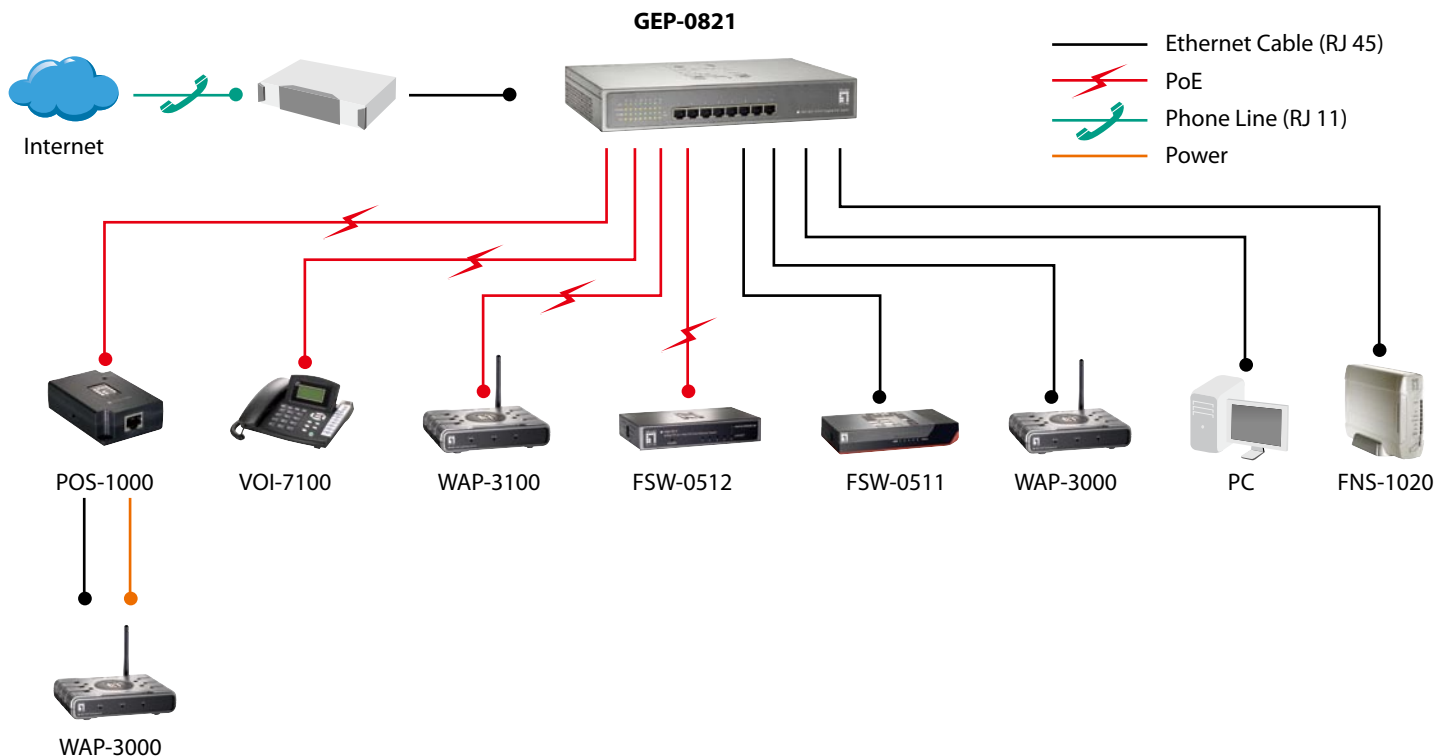 GEP-0821
Ethernet Cable (RJ 45)
PoE
Phone Line (RJ 11)
Power
Internet
POS-1000
VOI-7100
WAP-3100
FSW-0512
FSW-0511
WAP-3000
PC
FNS-1020
WAP-3000